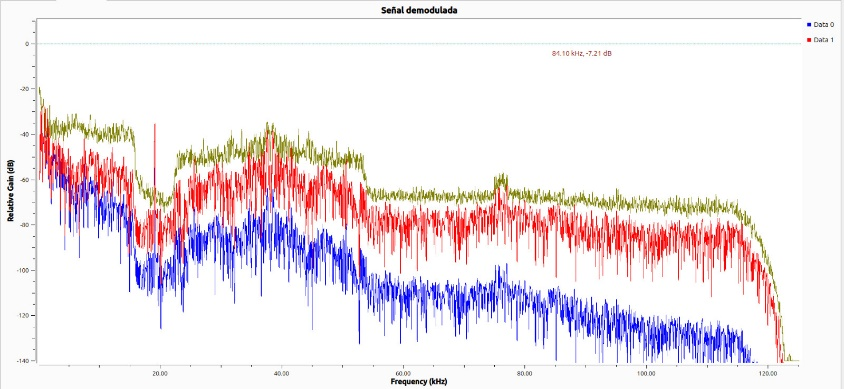 Señal demodulada
Data 0
Data 1
84.10 kHz, -7.21 dB
Relative Gain (dB)
0
-20
-40
-60
-80
-100
-120
-140
20.00
40.00
60.00
80.00
100.00
120.00
Frequency (kHz)